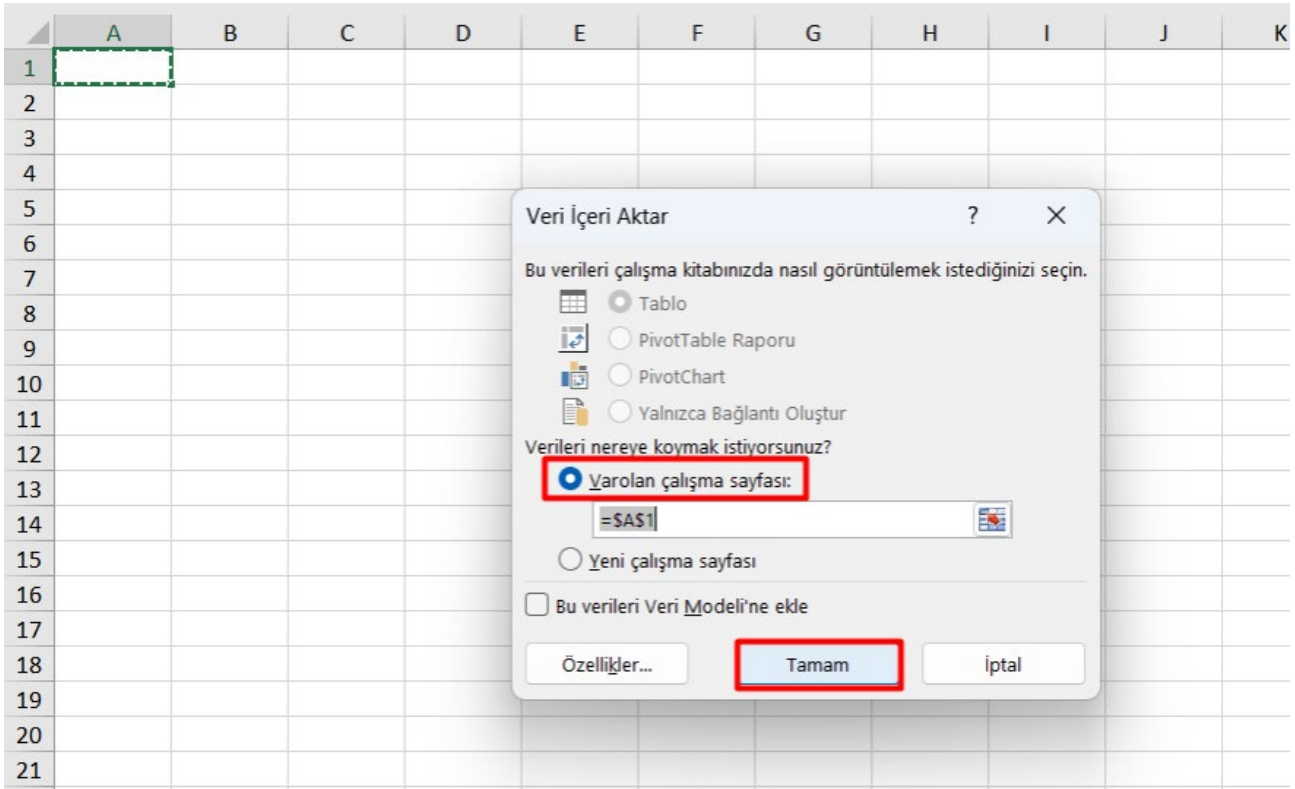 A B C D E F G H I J K
1
2
3
4
5
Veri İçeri Aktar ? ×
6
Bu verileri çalışma kitabınızda nasıl görüntülemek istediğinizi seçin.
7
Tablo
8
PivotTable Raporu
9
PivotChart
10
Yalnızca Bağlantı Oluştur
11
Verileri nereye koymak istiyorsunuz?
12
Varolan çalışma sayfası:
13
=$A$1
14
Yeni çalışma sayfası
15
Bu verileri Veri Modeli'ne ekle
16
17
Özellikler... Tamam İptal
18
19
20
21